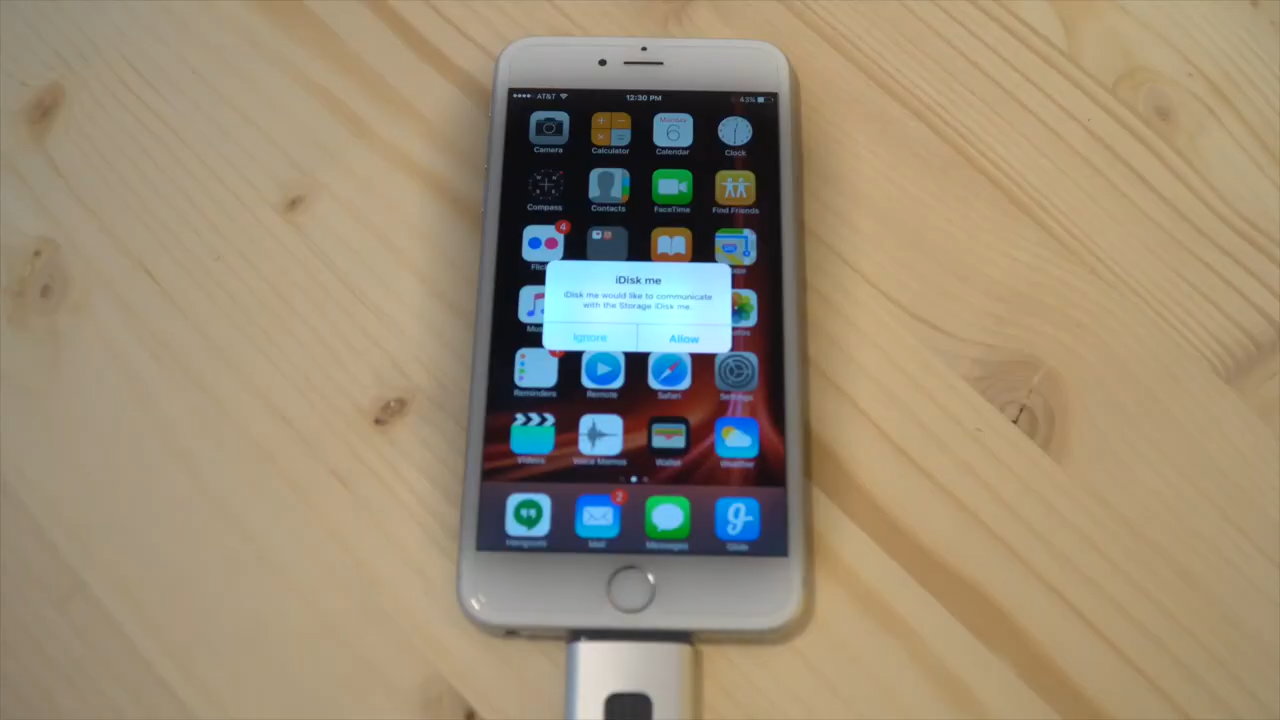 AT&T 12:30 PM 43%
Camera Calculator Monday 6 Calendar Clock
Compass Contacts FaceTime Find Friends
4
iDisk me
iDisk me would like to communicate
with the Storage iDisk me.
Ignore Allow
Reminders Remote Safari Settings
Videos Voice Memos Wallet Weather
2
Hangouts Mail Messages Glide